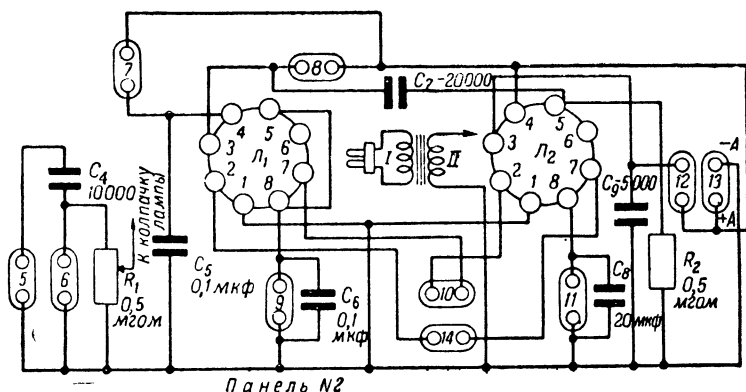 7
8
C₂-20000
4 5
3 6
2 7
1 8
Л₁
I II
4 5
3 6
2 7
1 8
Л₂
C₄
10000
к колпачку
лампы
C₉-5000
12 13
-А
+А
5 6
R₁
0,5
мгом
C₅
0,1мкф
9
C₆
0,1
мкф
10
14
11
C₈
20мкф
R₂
0,5
мгом
Панель N2